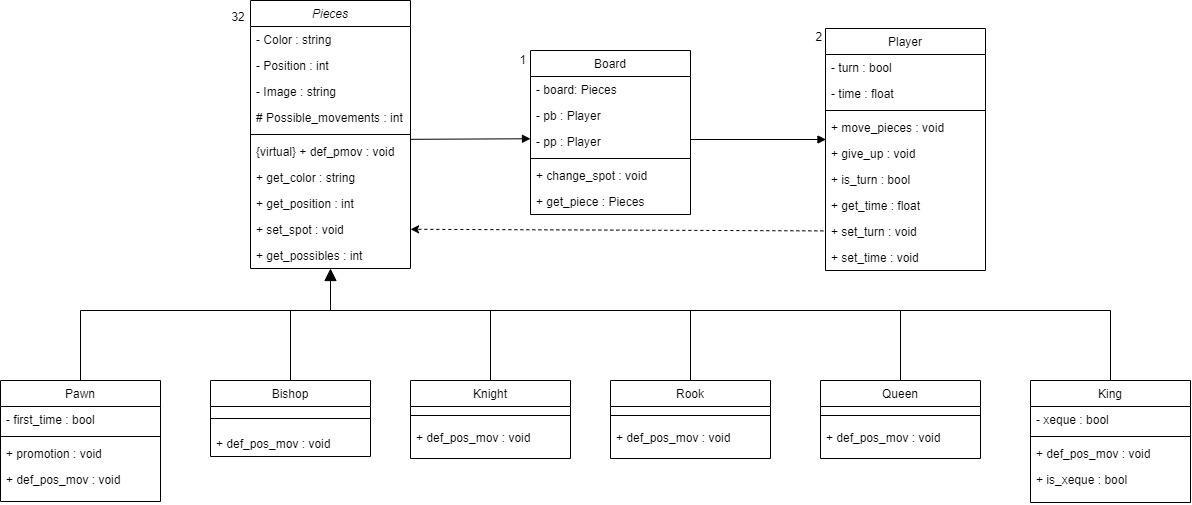 32
Pieces
- Color : string
- Position : int
- Image : string
# Possible_movements : int
{virtual} + def_pmov : void
+ get_color : string
+ get_position : int
+ set_spot : void
+ get_possibles : int
1
Board
- board: Pieces
- pb : Player
- pp : Player
+ change_spot : void
+ get_piece : Pieces
2
Player
- turn : bool
- time : float
+ move_pieces : void
+ give_up : void
+ is_turn : bool
+ get_time : float
+ set_turn : void
+ set_time : void
Pawn
- first_time : bool
+ promotion : void
+ def_pos_mov : void
Bishop
+ def_pos_mov : void
Knight
+ def_pos_mov : void
Rook
+ def_pos_mov : void
Queen
+ def_pos_mov : void
King
- xeque : bool
+ def_pos_mov : void
+ is_xeque : bool